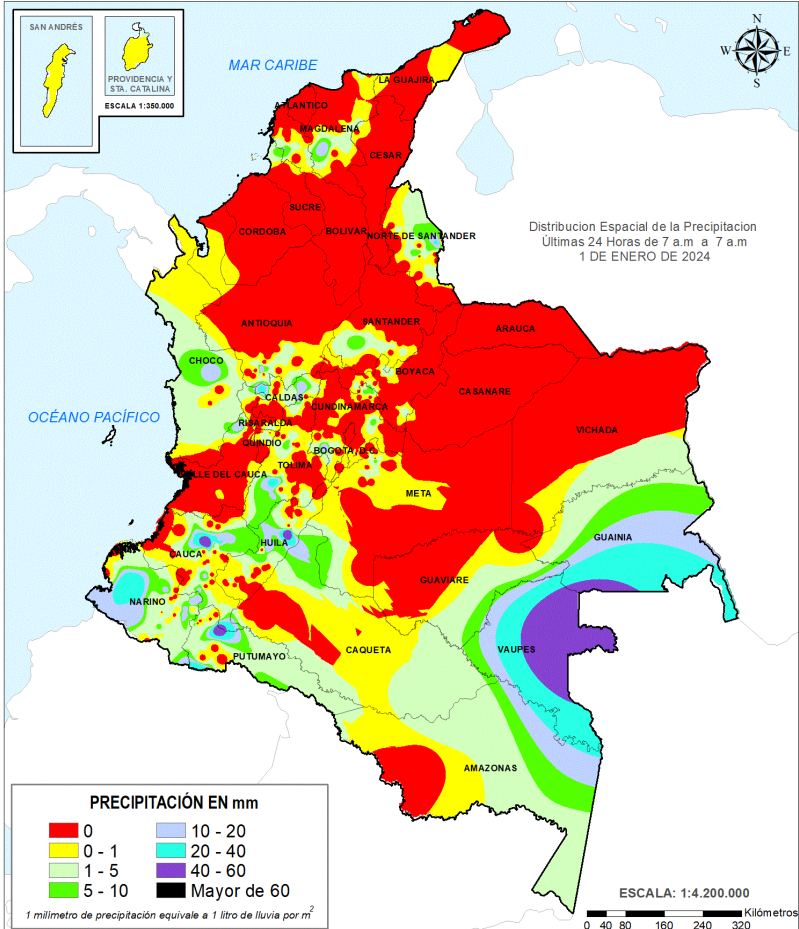 SAN ANDRÉS
PROVIDENCIA Y
STA. CATALINA
ESCALA 1:350.000
MAR CARIBE
N
W
E
S
LA GUAJIRA
ATLANTICO
MAGDALENA
CESAR
SUCRE
CORDOBA
BOLIVAR
NORTE DE SANTANDER
Distribucion Espacial de la Precipitacion
Últimas 24 Horas de 7 a.m a 7 a.m
1 DE ENERO DE 2024
ANTIOQUIA
SANTANDER
ARAUCA
CHOCO
BOYACA
CASANARE
CALDAS
CUNDINAMARCA
OCÉANO PACÍFICO
RISARALDA
VICHADA
QUINDIO
BOGOTA, D.C.
TOLIMA
VALLE DEL CAUCA
META
GUAINIA
HUILA
CAUCA
GUAVIARE
NARINO
CAQUETA
VAUPES
PUTUMAYO
AMAZONAS
PRECIPITACIÓN EN mm
0
0 - 1
1 - 5
5 - 10
10 - 20
20 - 40
40 - 60
Mayor de 60
1 milímetro de precipitación equivale a 1 litro de lluvia por m2
ESCALA: 1:4.200.000
Kilómetros
0 40 80 160 240 320